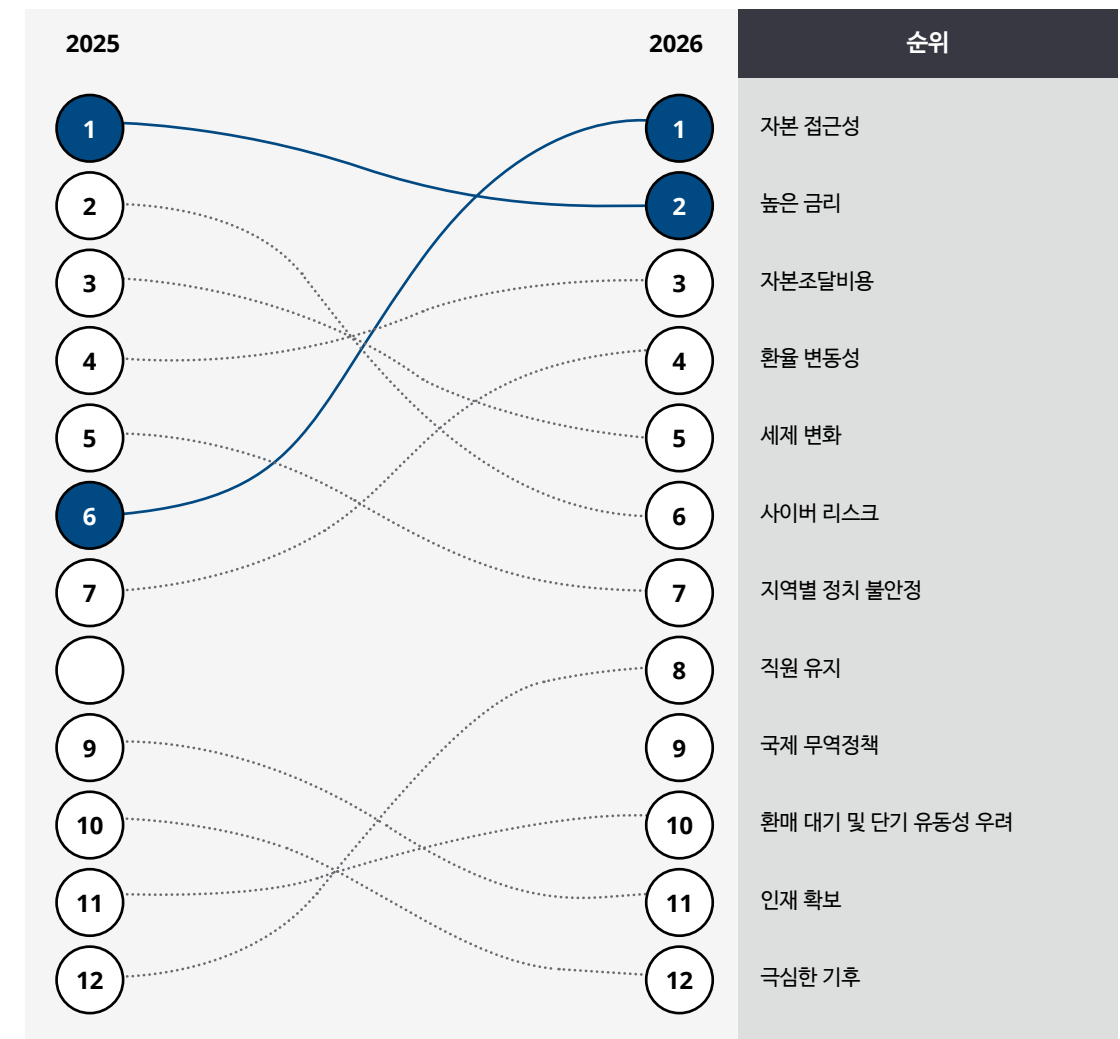 2025 2026 순위
1 1 자본 접근성
2 2 높은 금리
3 3 자본조달비용
4 4 환율 변동성
5 5 세제 변화
6 6 사이버 리스크
7 7 지역별 정치 불안정
8 직원 유지
9 9 국제 무역정책
10 10 환매 대기 및 단기 유동성 우려
11 11 인재 확보
12 12 극심한 기후